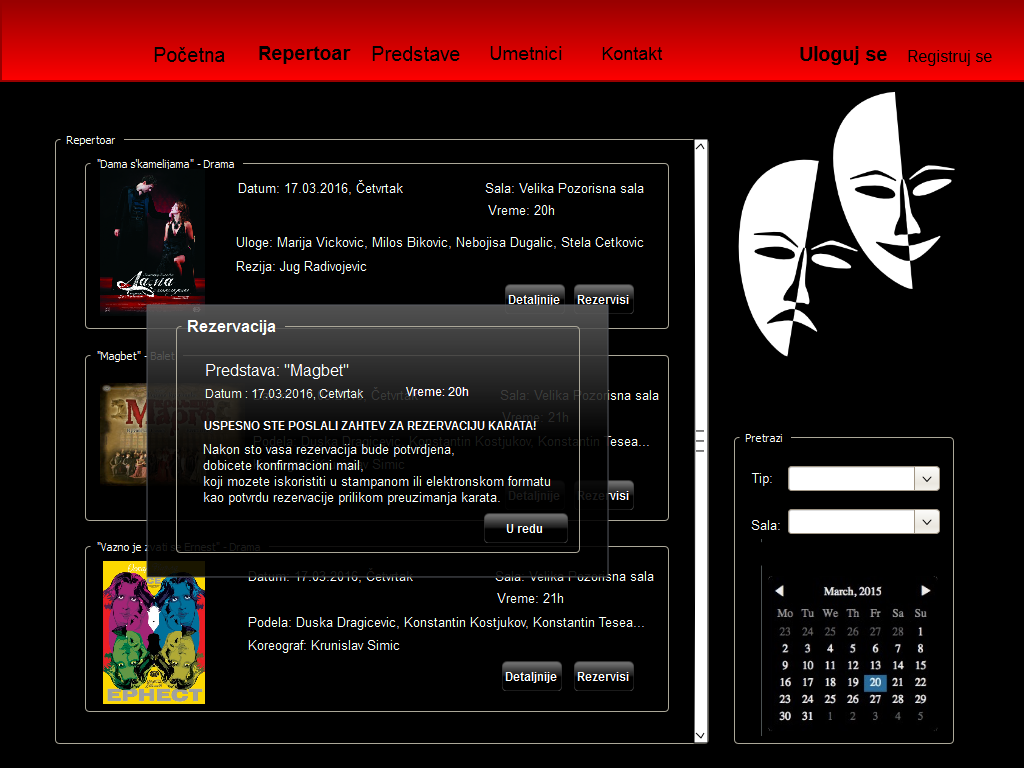 Početna Repertoar Predstave Umetnici Kontakt Uloguj se Registruj se
Repertoar
"Dama s'kamelijama" - Drama
Datum: 17.03.2016, Četvrtak Sala: Velika Pozorisna sala
Vreme: 20h
Uloge: Marija Vickovic, Milos Bikovic, Nebojisa Dugalic, Stela Cetkovic
Rezija: Jug Radivojevic
Detaljnije Rezervisi
"Magbet" - Balet
Četvrtak Sala: Velika Pozorisna sala
Vreme: 21h
Podela: Duska Dragicevic, Konstantin Kostjukov, Konstantin Tesea...
Simic
Detaljnije Rezervisi
Rezervacija
Predstava: "Magbet"
Datum : 17.03.2016, Cetvrtak Vreme: 20h
USPESNO STE POSLALI ZAHTEV ZA REZERVACIJU KARATA!
Nakon sto vasa rezervacija bude potvrdjena,
dobicete konfirmacioni mail,
koji mozete iskoristiti u stampanom ili elektronskom formatu
kao potvrdu rezervacije prilikom preuzimanja karata.
U redu
"Vazno je zvati se Ernest" - Drama
Datum: 17.03.2016, Četvrtak Sala: Velika Pozorisna sala
Vreme: 21h
Podela: Duska Dragicevic, Konstantin Kostjukov, Konstantin Tesea...
Koreograf: Krunislav Simic
EPHECT
Detaljnije Rezervisi
Pretrazi
Tip:
Sala:
March, 2015
Mo Tu We Th Fr Sa Su
23 24 25 26 27 28 1
2 3 4 5 6 7 8
9 10 11 12 13 14 15
16 17 18 19 20 21 22
23 24 25 26 27 28 29
30 31 1 2 3 4 5